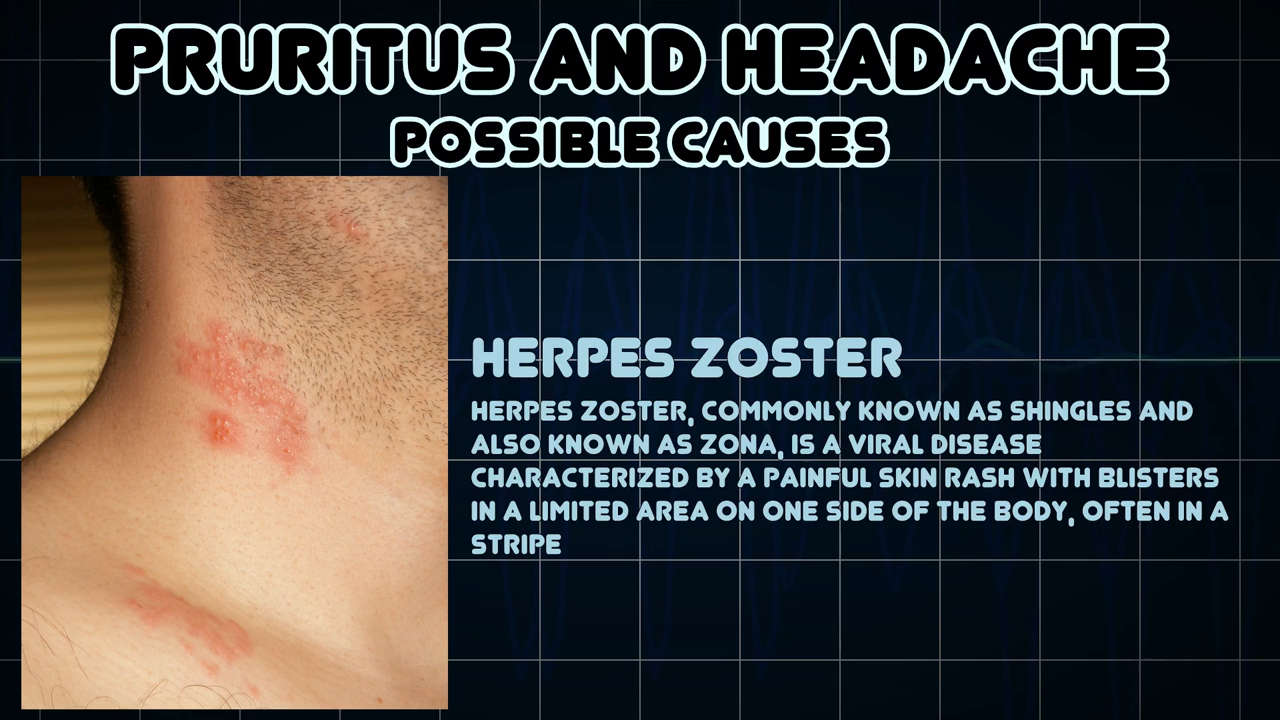 PRURITUS AND HEADACHE
POSSIBLE CAUSES
HERPES ZOSTER
HERPES ZOSTER, COMMONLY KNOWN AS SHINGLES AND
ALSO KNOWN AS ZONA, IS A VIRAL DISEASE
CHARACTERIZED BY A PAINFUL SKIN RASH WITH BLISTERS
IN A LIMITED AREA ON ONE SIDE OF THE BODY, OFTEN IN A
STRIPE